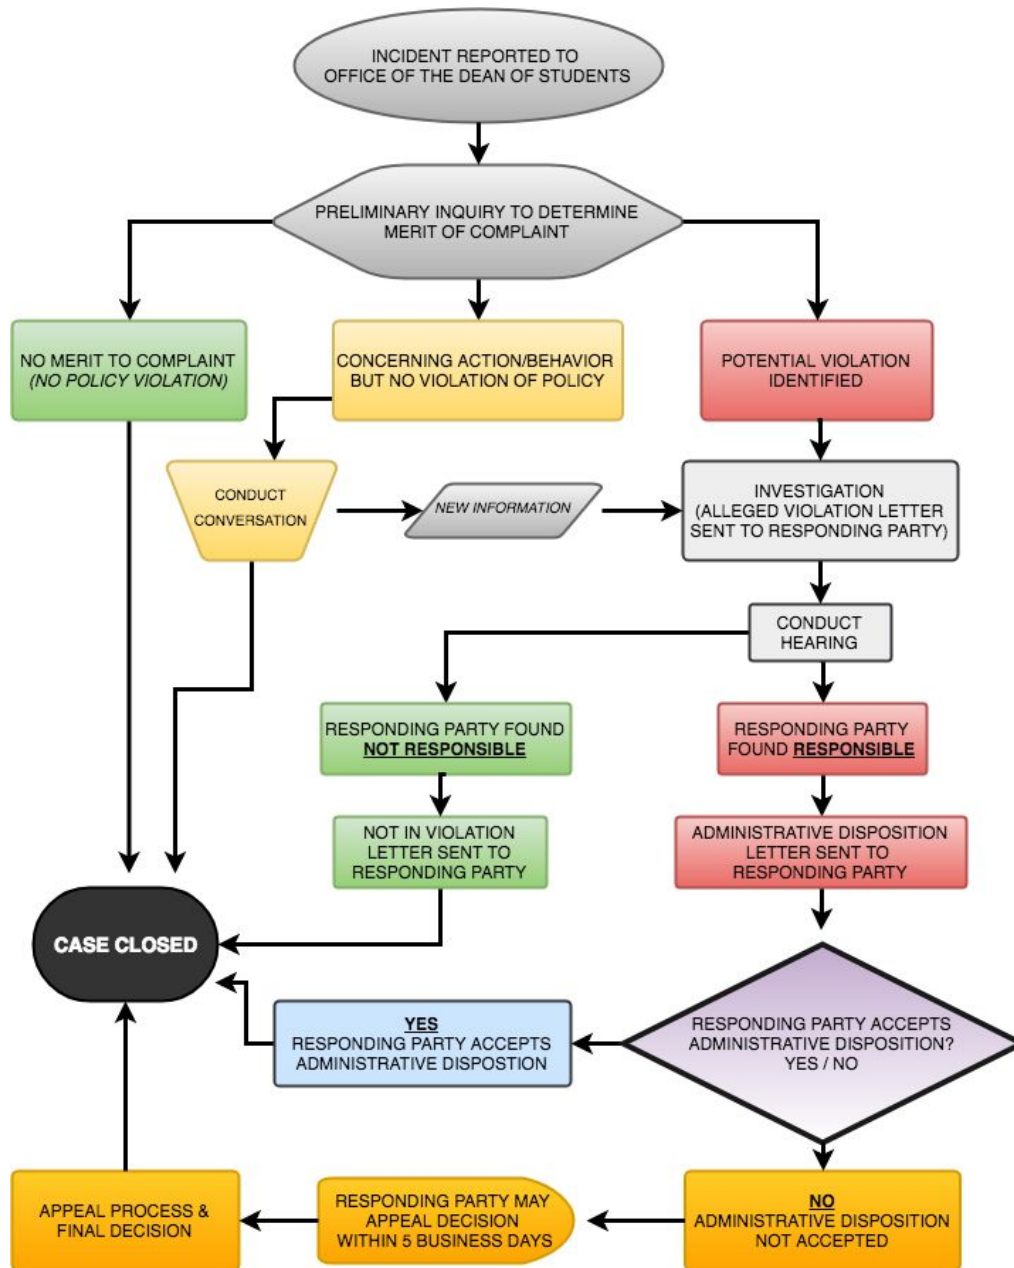 INCIDENT REPORTED TO
OFFICE OF THE DEAN OF STUDENTS
PRELIMINARY INQUIRY TO DETERMINE
MERIT OF COMPLAINT
NO MERIT TO COMPLAINT
(NO POLICY VIOLATION)
CONCERNING ACTION/BEHAVIOR
BUT NO VIOLATION OF POLICY
POTENTIAL VIOLATION
IDENTIFIED
CONDUCT
CONVERSATION
NEW INFORMATION
INVESTIGATION
(ALLEGED VIOLATION LETTER
SENT TO RESPONDING PARTY)
CONDUCT
HEARING
RESPONDING PARTY FOUND
NOT RESPONSIBLE
RESPONDING PARTY
FOUND RESPONSIBLE
NOT IN VIOLATION
LETTER SENT TO
RESPONDING PARTY
ADMINISTRATIVE DISPOSITION
LETTER SENT TO
RESPONDING PARTY
CASE CLOSED
YES
RESPONDING PARTY ACCEPTS
ADMINISTRATIVE DISPOSTION
RESPONDING PARTY ACCEPTS
ADMINISTRATIVE DISPOSITION?
YES / NO
APPEAL PROCESS &
FINAL DECISION
RESPONDING PARTY MAY
APPEAL DECISION
WITHIN 5 BUSINESS DAYS
NO
ADMINISTRATIVE DISPOSITION
NOT ACCEPTED